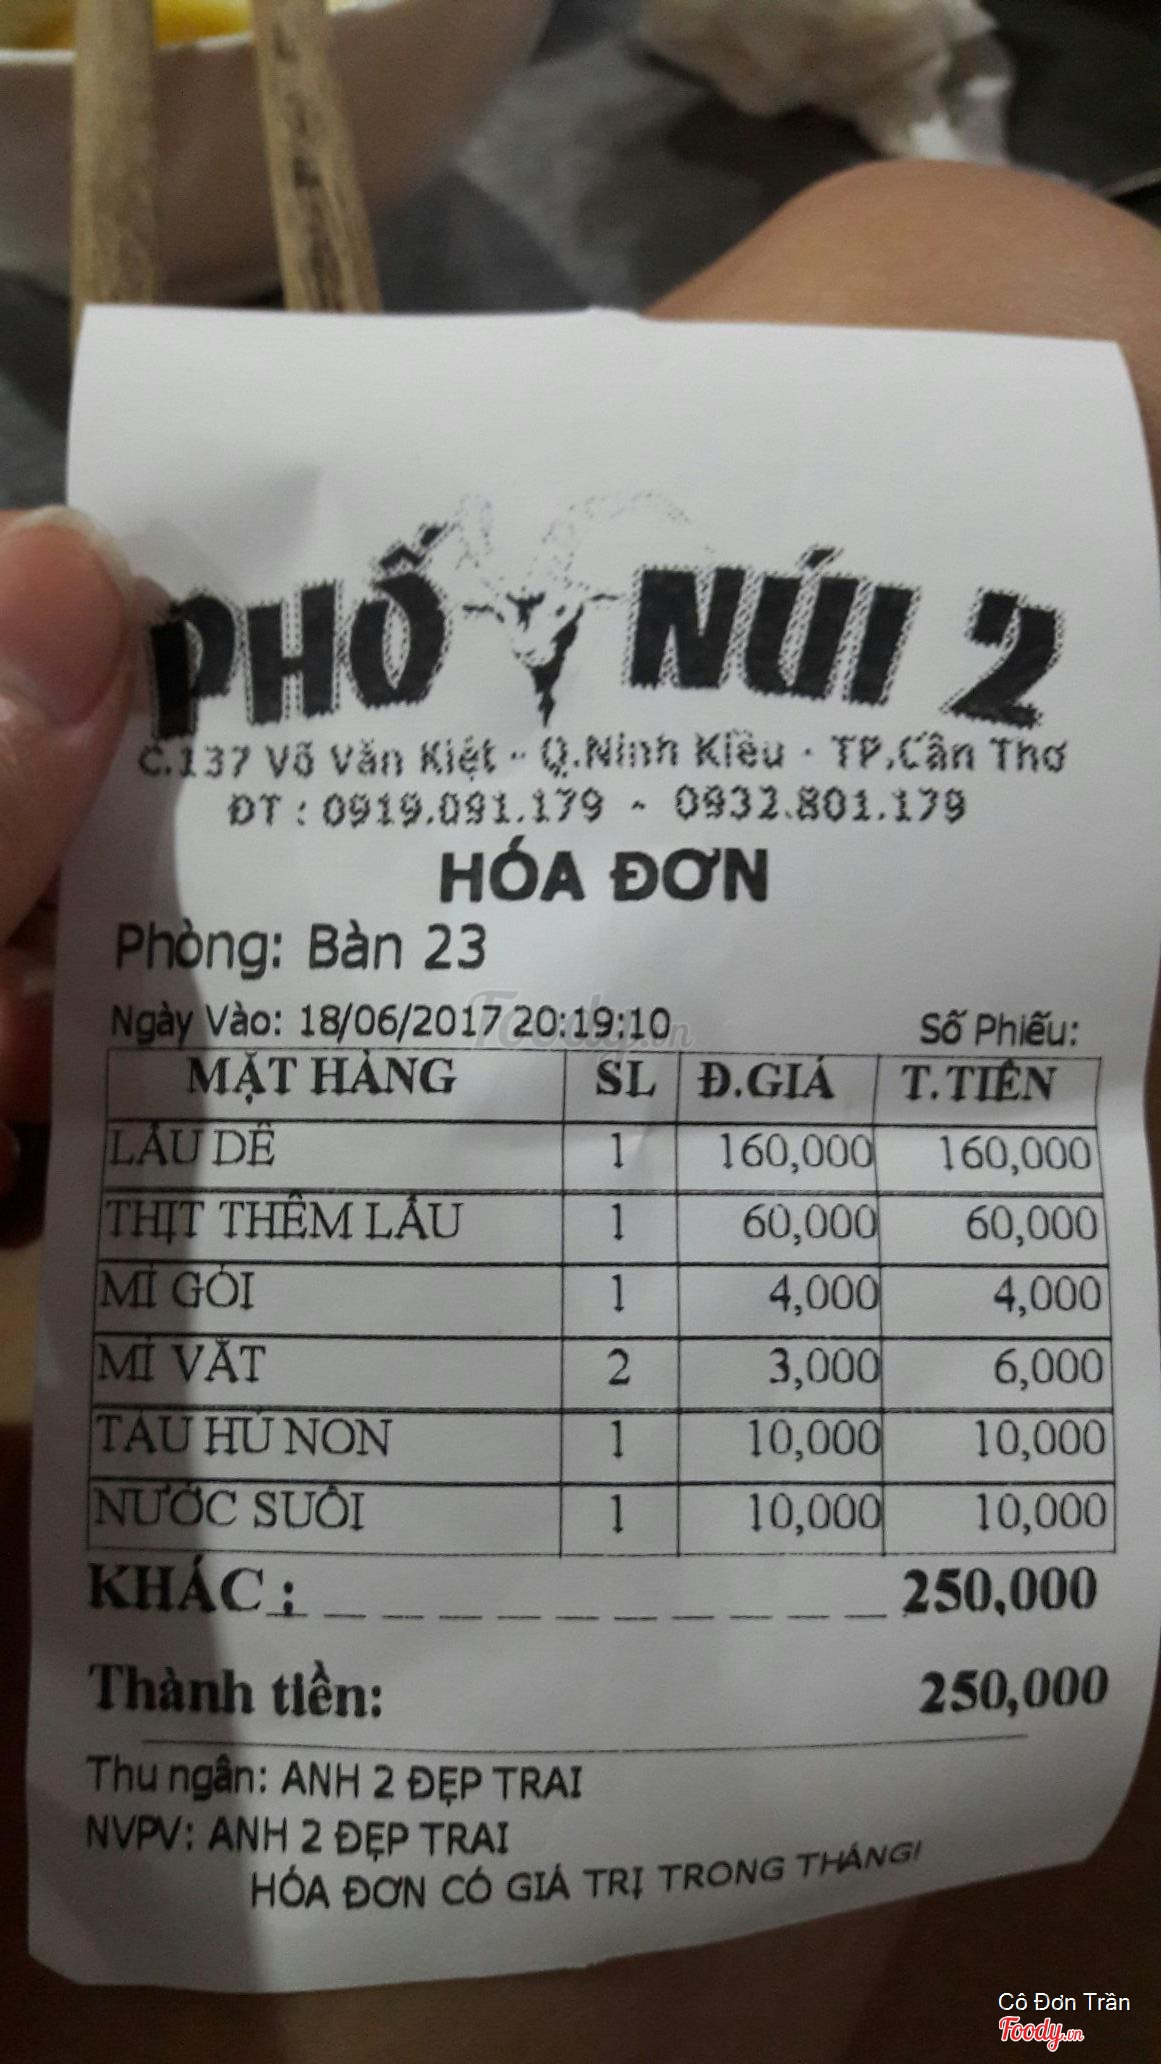 PHỐ NÚI 2
C.137 Võ Văn Kiệt - Q.Ninh Kiều - TP.Cần Thơ
ĐT : 0919.091.179 - 0932.801.179
HÓA ĐƠN
Phòng: Bàn 23
Ngày Vào: 18/06/2017 20:19:10 Số Phiếu:
Foody.vn
MẶT HÀNG SL Đ.GIÁ T.TIỀN
LẨU DÊ 1 160,000 160,000
THỊT THÊM LẨU 1 60,000 60,000
MÌ GÓI 1 4,000 4,000
MÌ VẮT 2 3,000 6,000
TÀU HỦ NON 1 10,000 10,000
NƯỚC SUỐI 1 10,000 10,000
KHÁC : 250,000
Thành tiền: 250,000
Thu ngân: ANH 2 ĐẸP TRAI
NVPV: ANH 2 ĐẸP TRAI
HÓA ĐƠN CÓ GIÁ TRỊ TRONG THÁNG!
Cô Đơn Trần
Foody.vn